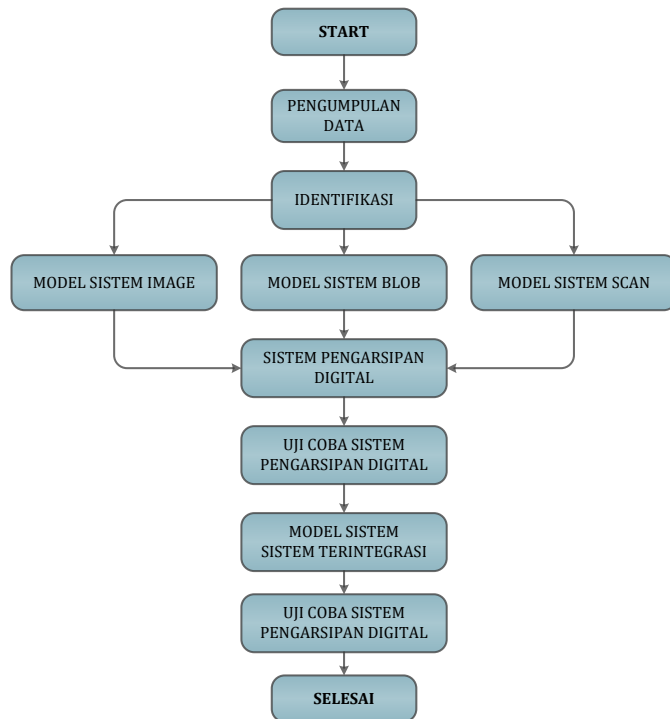 START
PENGUMPULAN
DATA
IDENTIFIKASI
MODEL SISTEM IMAGE
MODEL SISTEM BLOB
MODEL SISTEM SCAN
SISTEM PENGARSIPAN
DIGITAL
UJI COBA SISTEM
PENGARSIPAN DIGITAL
MODEL SISTEM
SISTEM TERINTEGRASI
UJI COBA SISTEM
PENGARSIPAN DIGITAL
SELESAI